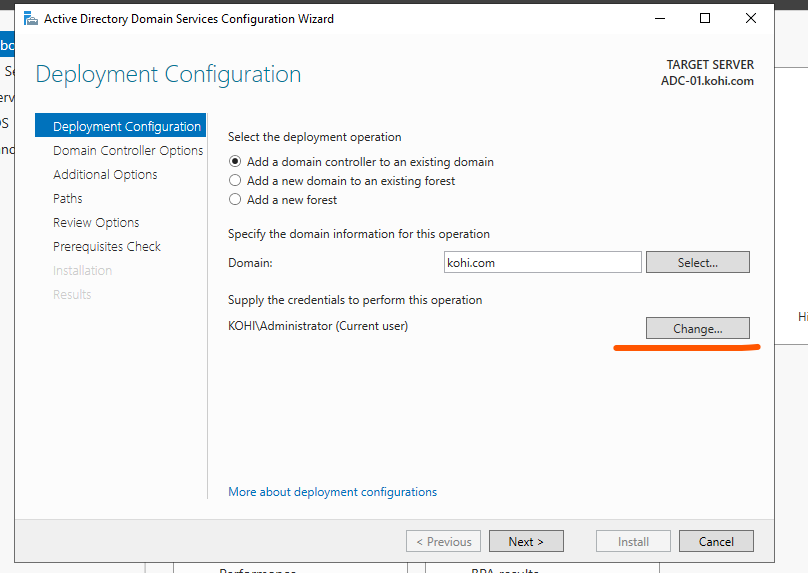 Active Directory Domain Services Configuration Wizard
Deployment Configuration
TARGET SERVER
ADC-01.kohi.com
Deployment Configuration
Domain Controller Options
Additional Options
Paths
Review Options
Prerequisites Check
Installation
Results
Select the deployment operation
Add a domain controller to an existing domain
Add a new domain to an existing forest
Add a new forest
Specify the domain information for this operation
Domain:
kohi.com
Select...
Supply the credentials to perform this operation
KOHI\Administrator (Current user)
Change...
More about deployment configurations
< Previous
Next >
Install
Cancel
Performance
BPA results